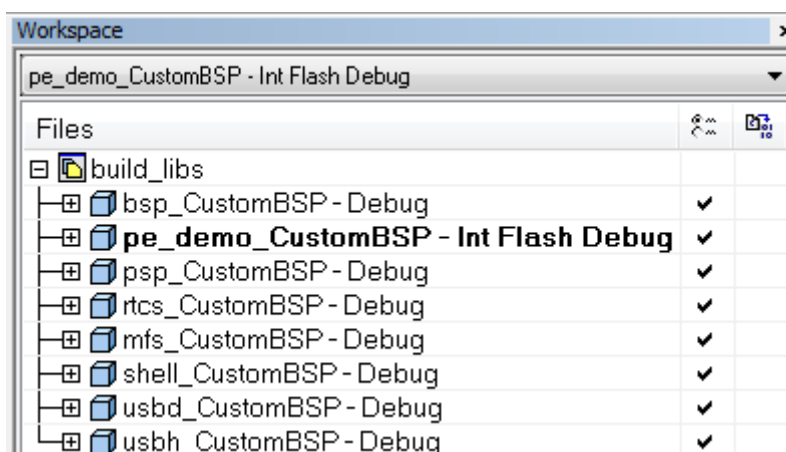 Workspace
pe_demo_CustomBSP - Int Flash Debug
Files
build_libs
bsp_CustomBSP - Debug
pe_demo_CustomBSP - Int Flash Debug
psp_CustomBSP - Debug
rtcs_CustomBSP - Debug
mfs_CustomBSP - Debug
shell_CustomBSP - Debug
usbd_CustomBSP - Debug
usbh_CustomBSP - Debug